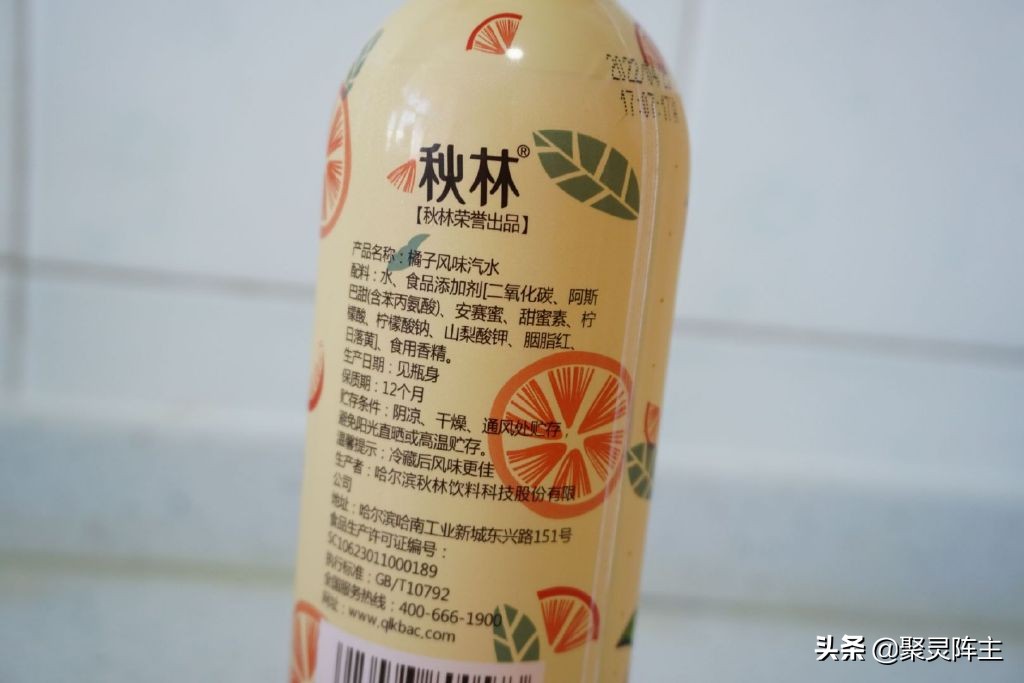 2022/04
17:07:17
秋林®
【秋林荣誉出品】
产品名称：橘子风味汽水
配料：水、食品添加剂[二氧化碳、阿斯
巴甜(含苯丙氨酸)、安赛蜜、甜蜜素、柠
檬酸、柠檬酸钠、山梨酸钾、胭脂红、
日落黄]、食用香精。
生产日期：见瓶身
保质期：12个月
贮存条件：阴凉、干燥、通风处贮存，
避免阳光直晒或高温贮存。
温馨提示：冷藏后风味更佳
生产者：哈尔滨秋林饮料科技股份有限
公司
地址：哈尔滨哈南工业新城东兴路151号
食品生产许可证编号：
SC10623011000189
执行标准：GB/T10792
全国服务热线：400-666-1900
网址：www.qlkbac.com
头条 @聚灵阵主